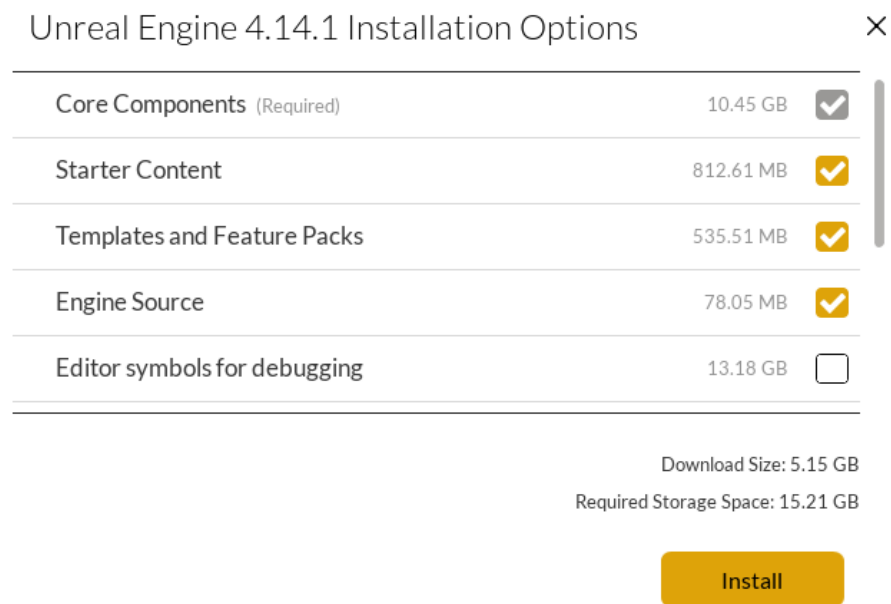 Unreal Engine 4.14.1 Installation Options
Core Components (Required) 10.45 GB
Starter Content 812.61 MB
Templates and Feature Packs 535.51 MB
Engine Source 78.05 MB
Editor symbols for debugging 13.18 GB
Download Size: 5.15 GB
Required Storage Space: 15.21 GB
Install